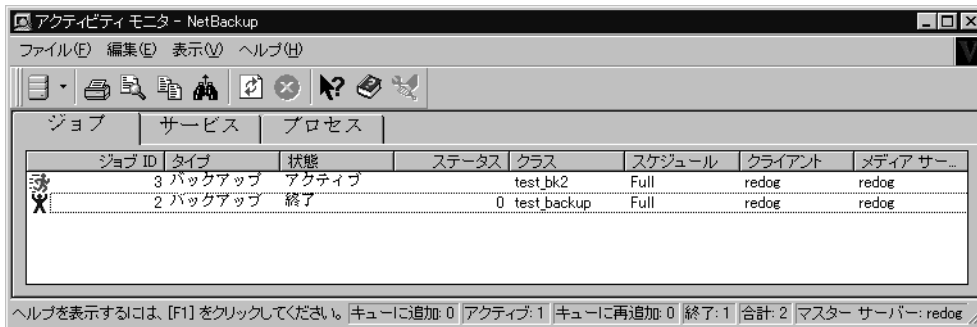 アクティビティ モニタ - NetBackup
ファイル(F) 編集(E) 表示(V) ヘルプ(H)
ジョブ サービス プロセス
ジョブ ID タイプ 状態 ステータス クラス スケジュール クライアント メディア サー...
3 バックアップ アクティブ test_bk2 Full redog redog
2 バックアップ 終了 0 test_backup Full redog redog
ヘルプを表示するには、[F1] をクリックしてください。 キューに追加: 0 アクティブ: 1 キューに再追加: 0 終了: 1 合計: 2 マスター サーバー: redog